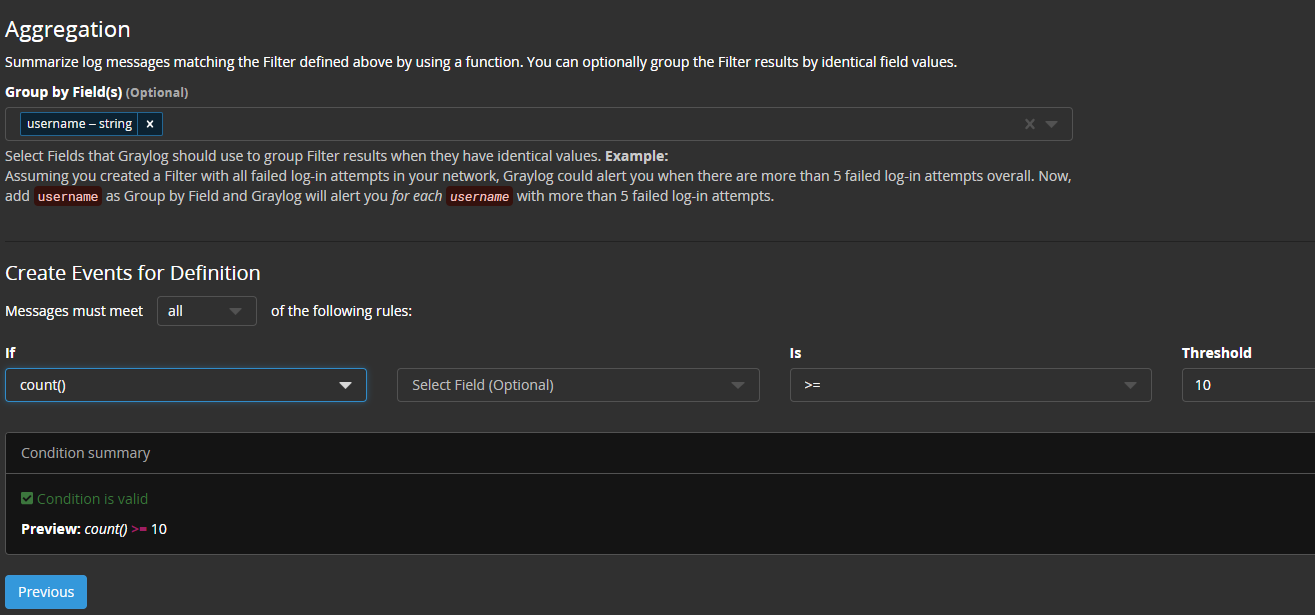 Aggregation
Summarize log messages matching the Filter defined above by using a function. You can optionally group the Filter results by identical field values.
Group by Field(s) (Optional)
username – string ×
Select Fields that Graylog should use to group Filter results when they have identical values. Example:
Assuming you created a Filter with all failed log-in attempts in your network, Graylog could alert you when there are more than 5 failed log-in attempts overall. Now,
add username as Group by Field and Graylog will alert you for each username with more than 5 failed log-in attempts.
Create Events for Definition
Messages must meet all of the following rules:
If Is Threshold
count() Select Field (Optional) >= 10
Condition summary
Condition is valid
Preview: count() >= 10
Previous